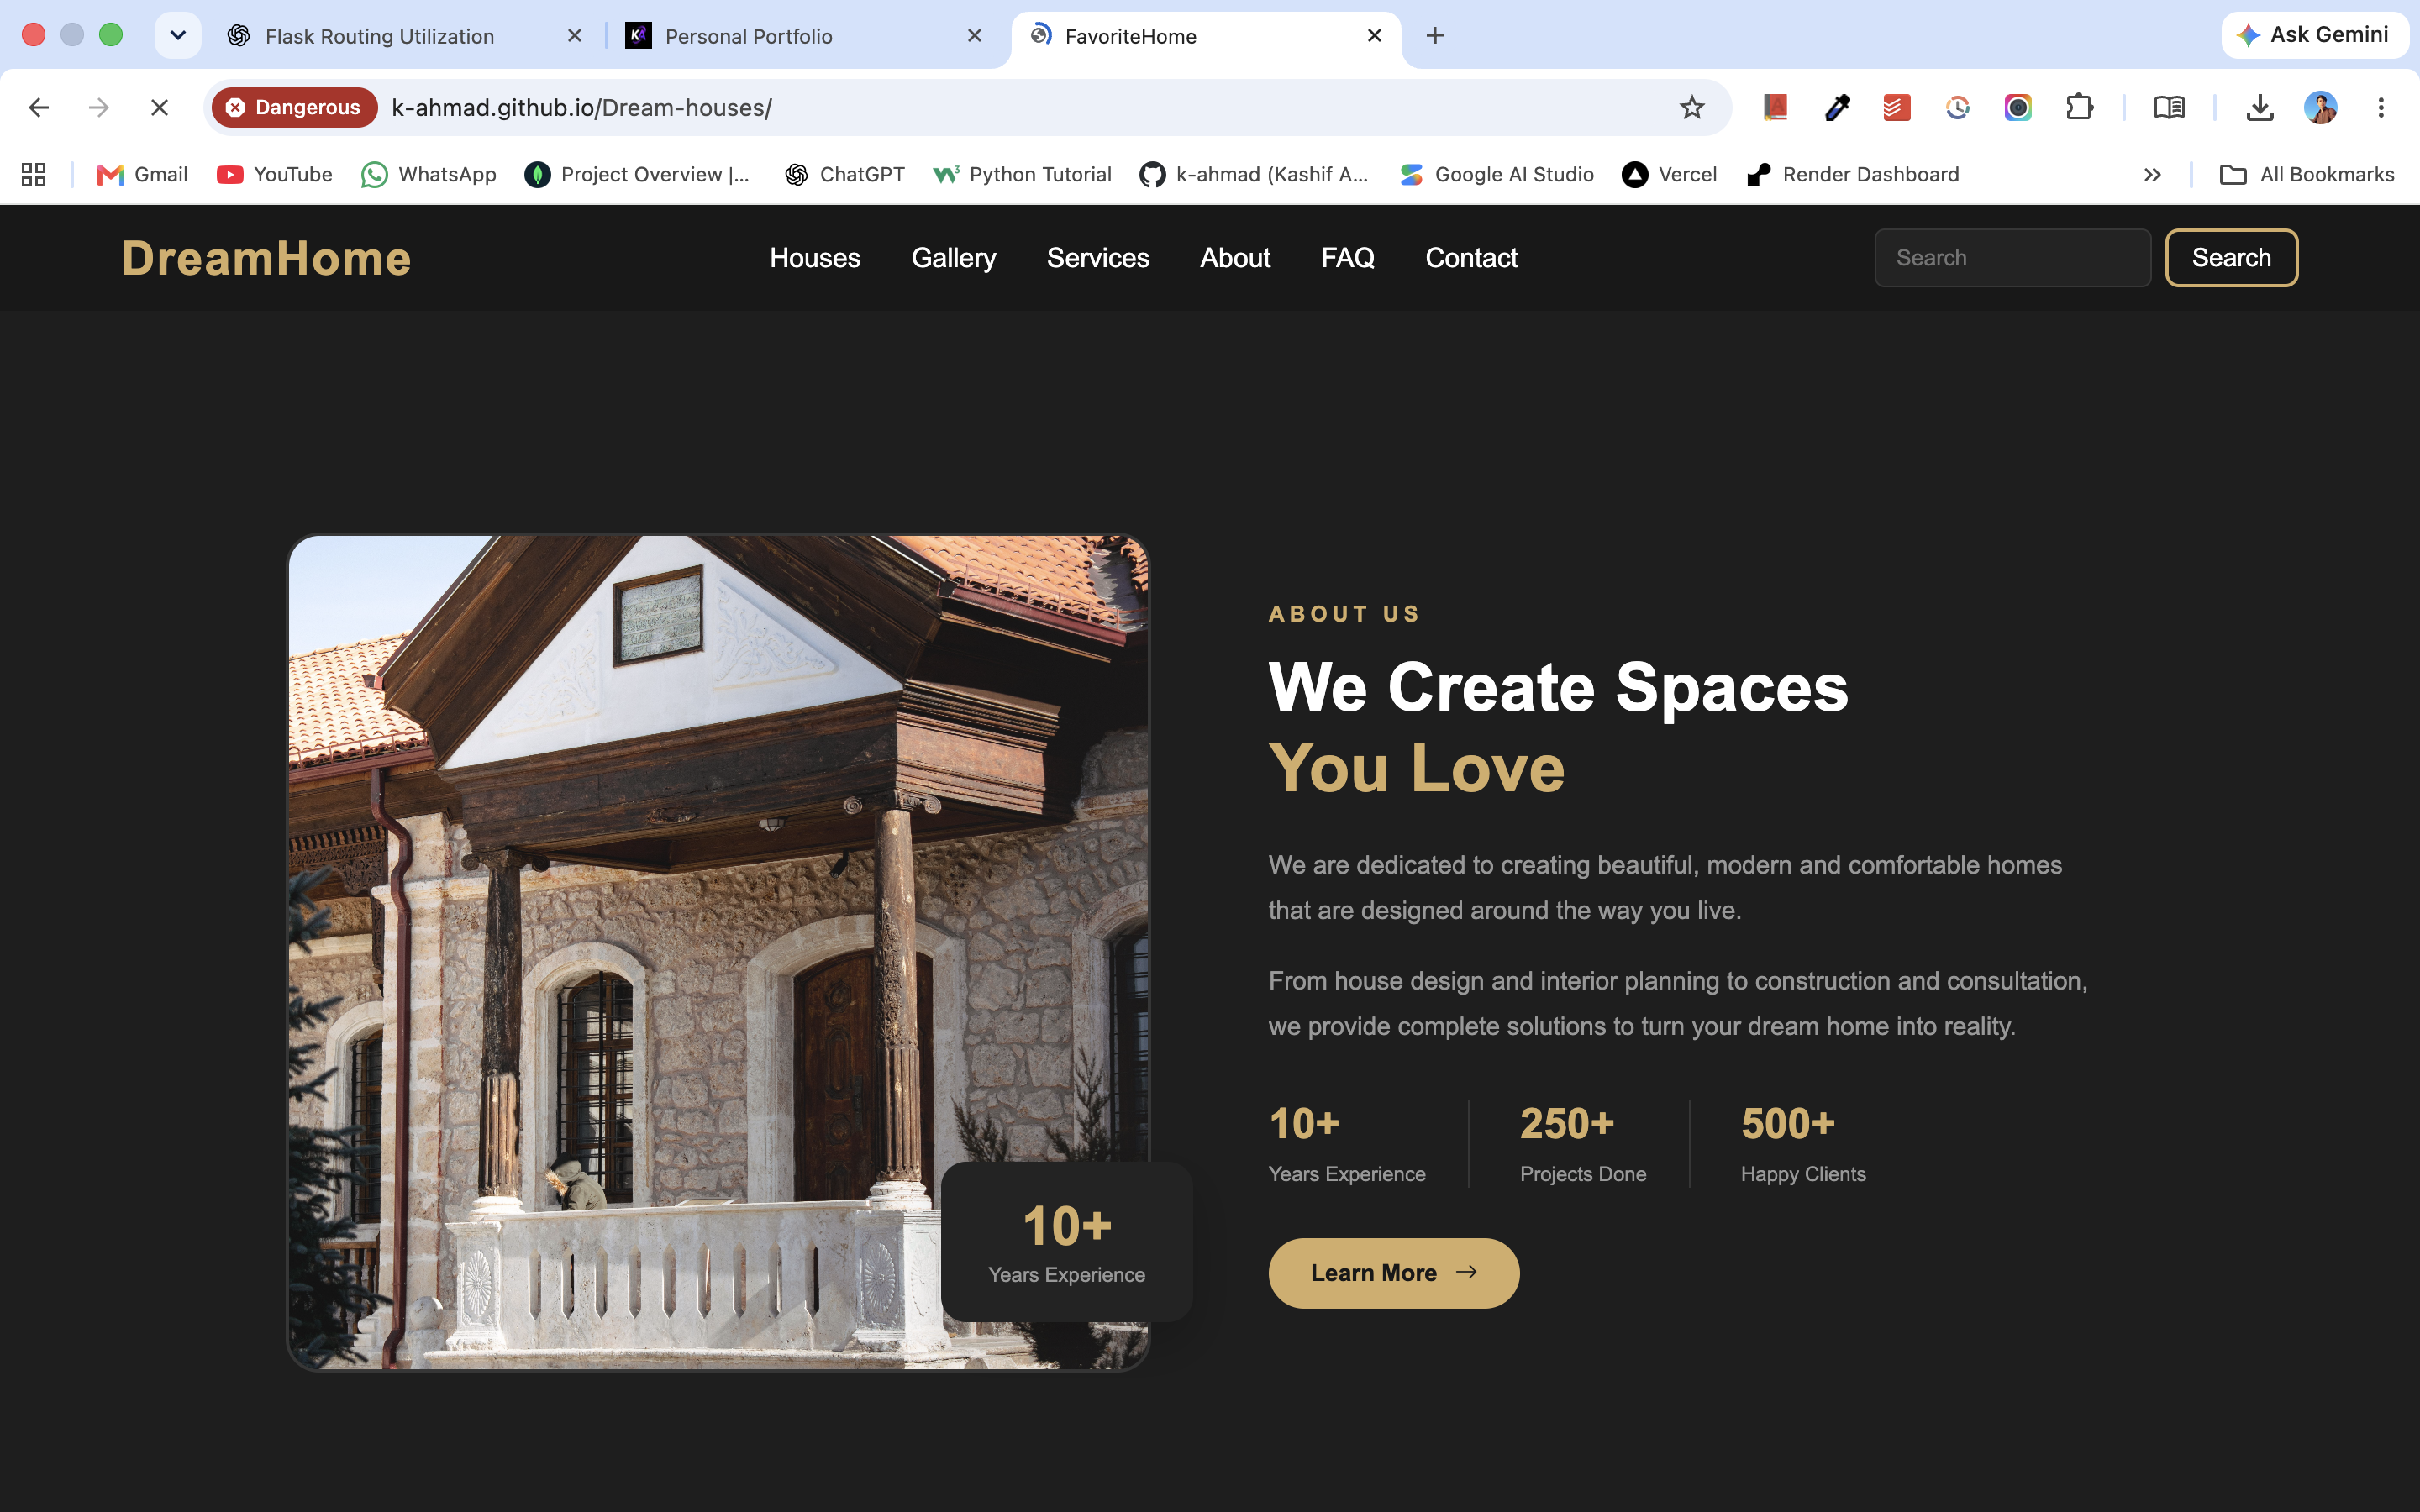 Flask Routing Utilization
Personal Portfolio
FavoriteHome
Ask Gemini
Dangerous
k-ahmad.github.io/Dream-houses/
Gmail
YouTube
WhatsApp
Project Overview |...
ChatGPT
Python Tutorial
k-ahmad (Kashif A...
Google AI Studio
Vercel
Render Dashboard
All Bookmarks
DreamHome
Houses
Gallery
Services
About
FAQ
Contact
Search
Search
ABOUT US
We Create Spaces
You Love
We are dedicated to creating beautiful, modern and comfortable homes
that are designed around the way you live.
From house design and interior planning to construction and consultation,
we provide complete solutions to turn your dream home into reality.
10+
Years Experience
250+
Projects Done
500+
Happy Clients
10+
Years Experience
Learn More →